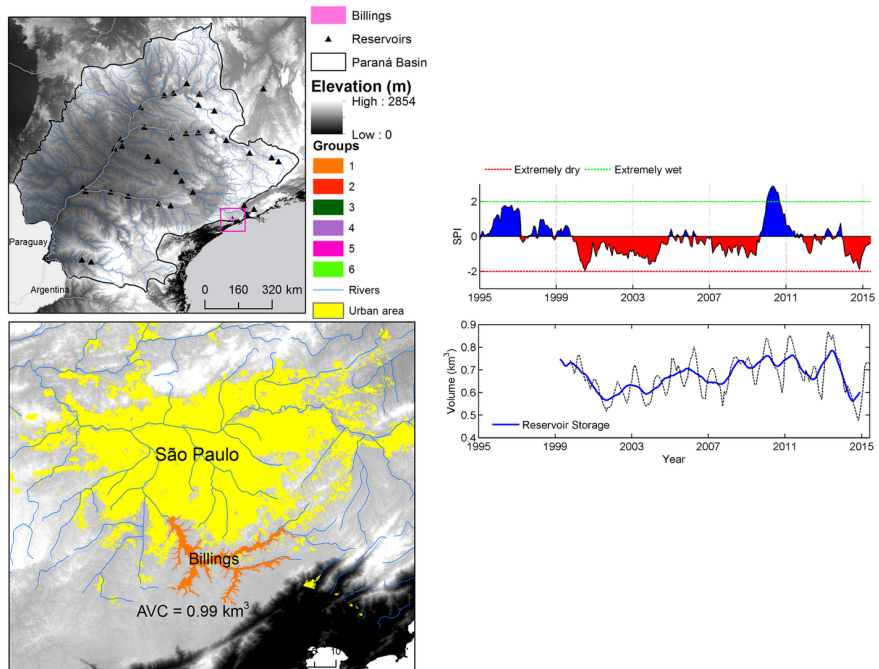 Billings
Reservoirs
Paraná Basin
Elevation (m)
High : 2854
Low : 0
Groups
1
2
3
4
5
6
Rivers
Urban area
Paraguay
Argentina
0 160 320
km
São Paulo
Billings
AVC = 0.99 km³
Extremely dry Extremely wet
SPI
2
0
-2
1995 1999 2003 2007 2011 2015
Volume (km³)
0.9
0.8
0.7
0.6
0.5
0.4
Reservoir Storage
1995 1999 2003 2007 2011 2015
Year